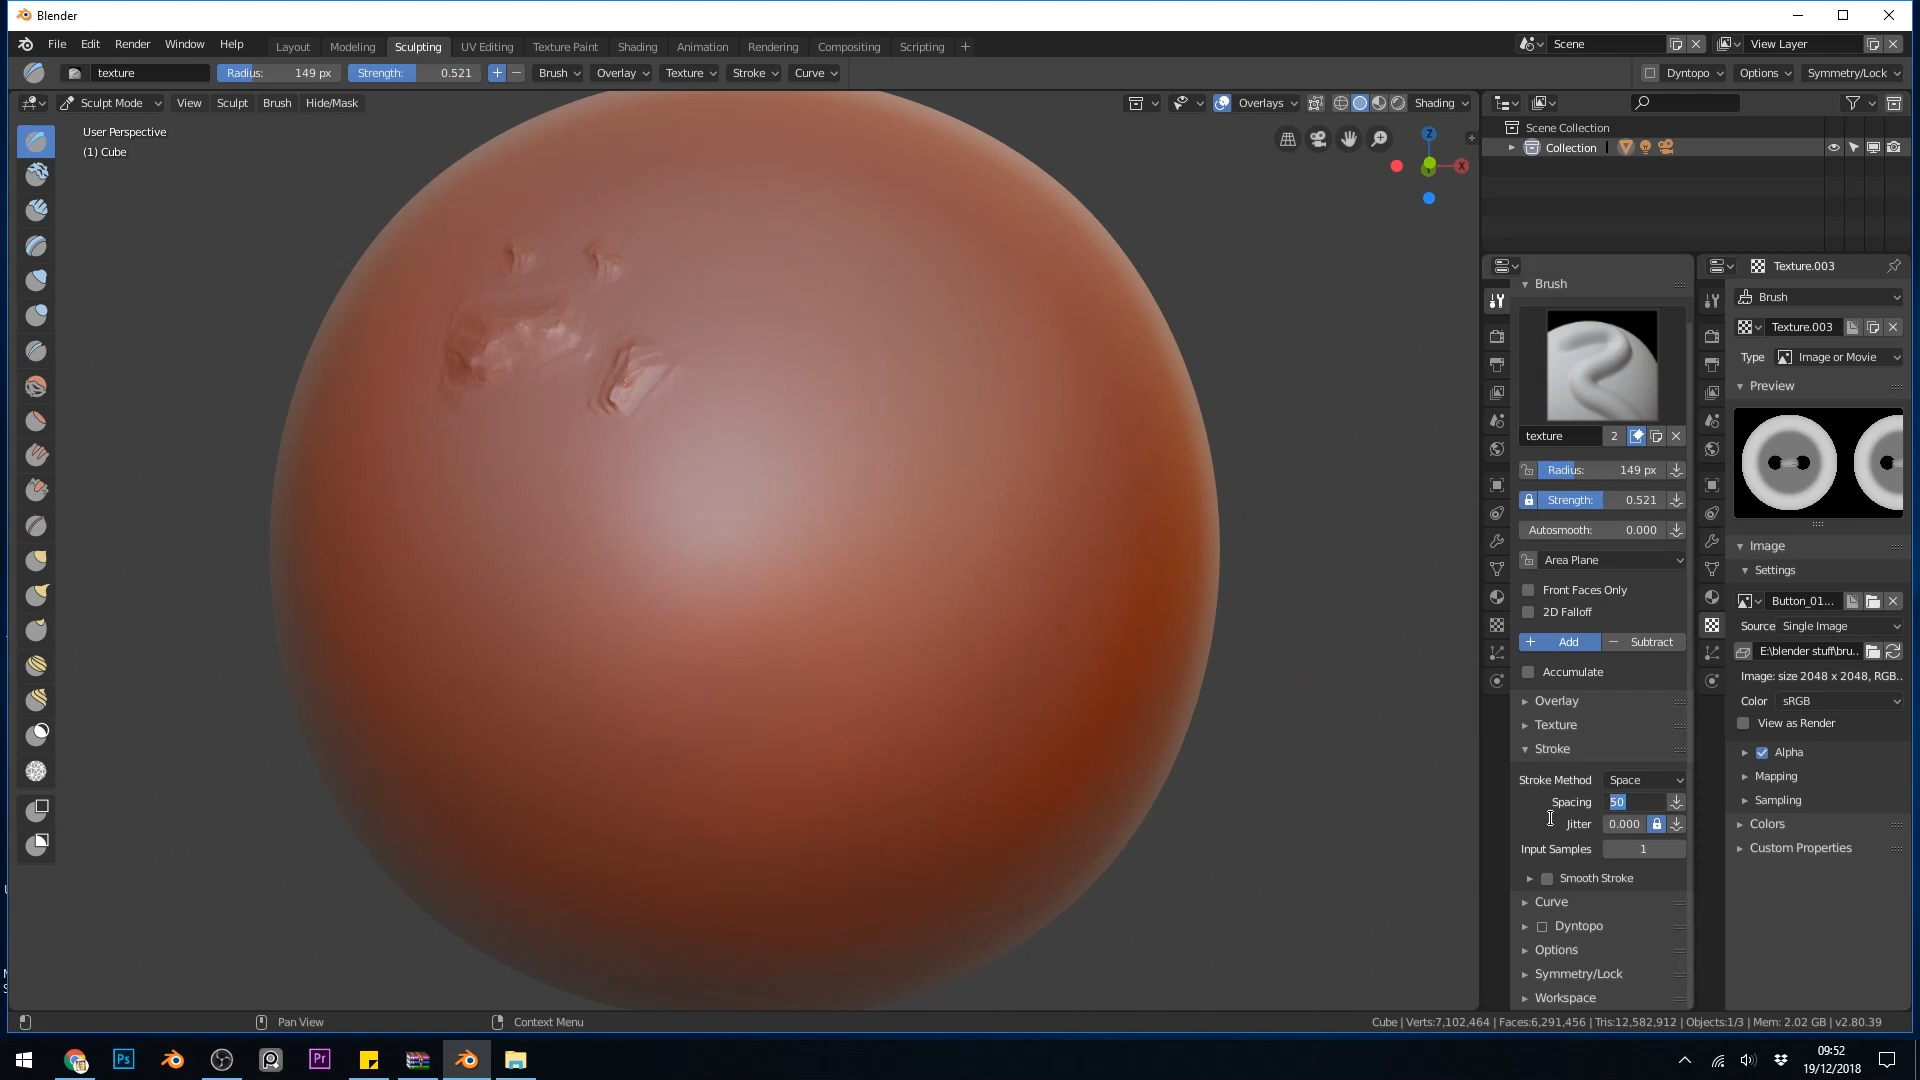 Blender
File Edit Render Window Help
Layout Modeling Sculpting UV Editing Texture Paint Shading Animation Rendering Compositing Scripting
Scene
View Layer
texture
Radius: 149 px
Strength: 0.521
Brush Overlay Texture Stroke Curve
Dyntopo Options Symmetry/Lock
Sculpt Mode View Sculpt Brush Hide/Mask
Overlays
Shading
User Perspective
(1) Cube
Z
X
Scene Collection
Collection
Brush
texture 2
Radius: 149 px
Strength: 0.521
Autosmooth: 0.000
Area Plane
Front Faces Only
2D Falloff
+ Add − Subtract
Accumulate
Overlay
Texture
Stroke
Stroke Method Space
Spacing 50
Jitter 0.000
Input Samples 1
Smooth Stroke
Curve
Dyntopo
Options
Symmetry/Lock
Workspace
Texture.003
Brush
Texture.003
Type Image or Movie
Preview
Image
Settings
Button_01...
Source Single Image
E:\blender stuff\bru..
Image: size 2048 x 2048, RGB..
Color sRGB
View as Render
Alpha
Mapping
Sampling
Colors
Custom Properties
Pan View
Context Menu
Cube | Verts:7,102,464 | Faces:6,291,456 | Tris:12,582,912 | Objects:1/3 | Mem: 2.02 GB | v2.80.39
Ps
Pr
09:52
19/12/2018